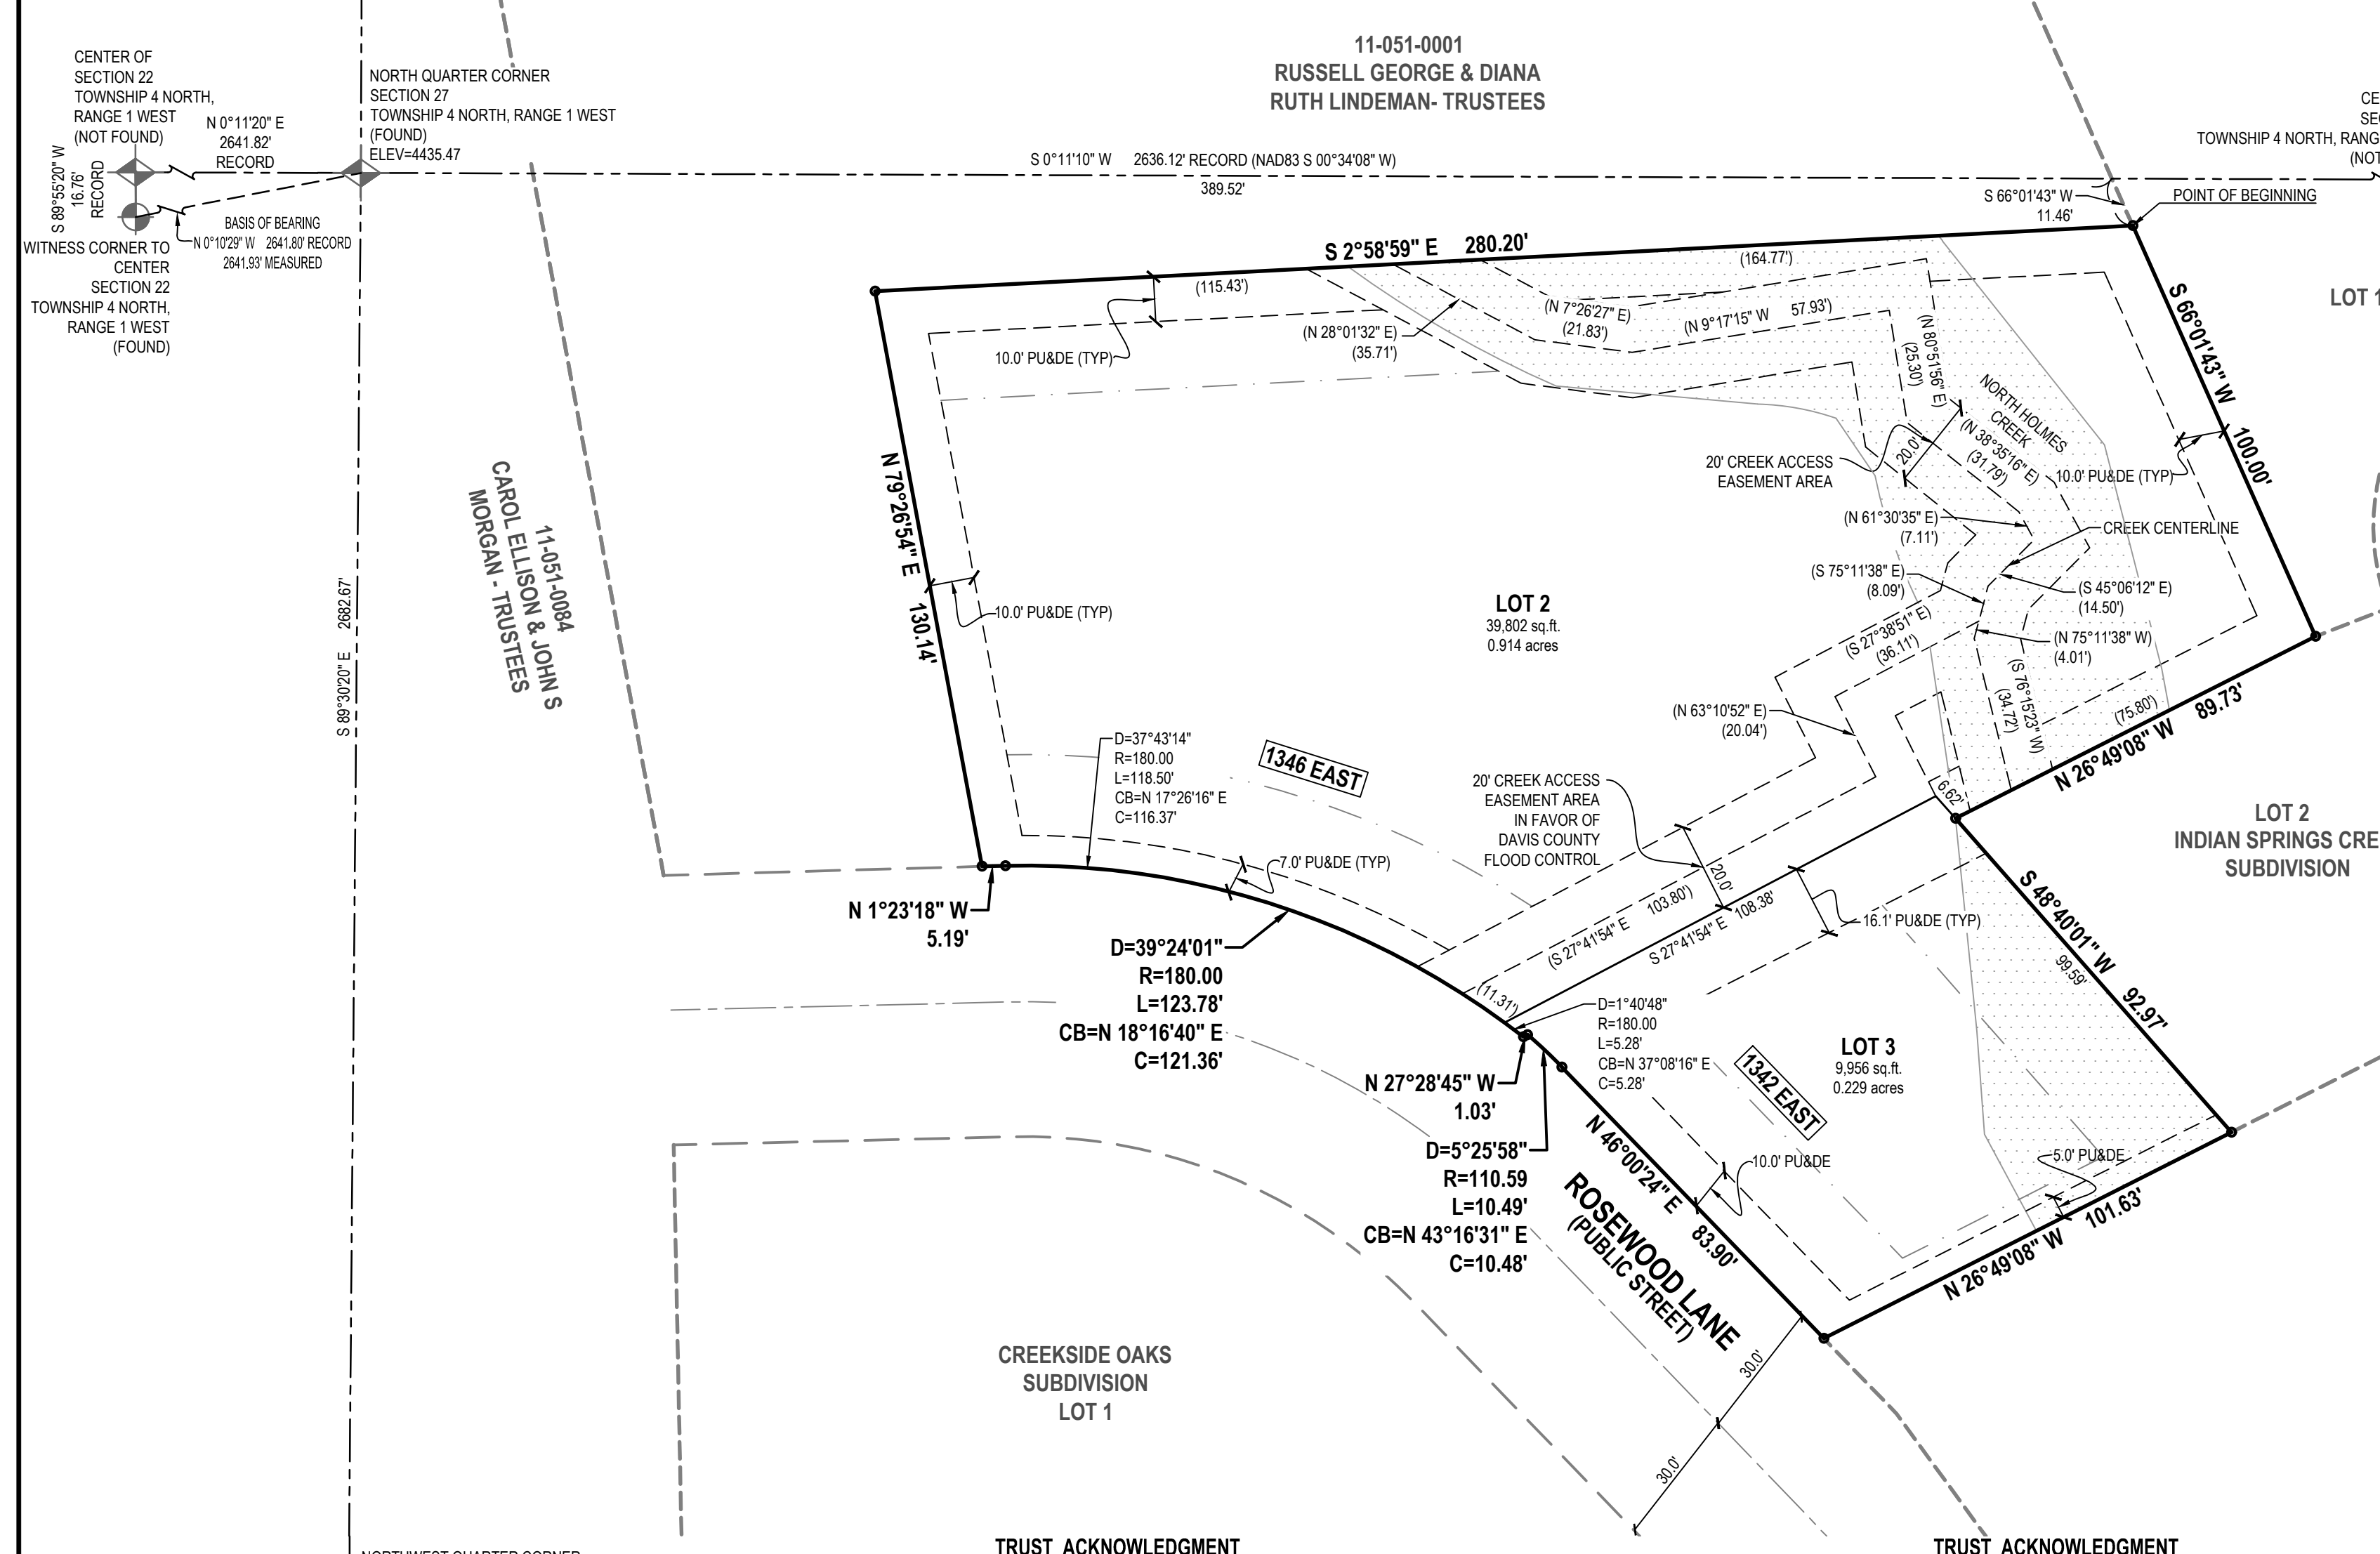 11-051-0001
RUSSELL GEORGE & DIANA
RUTH LINDEMAN- TRUSTEES
CENTER OF
SECTION 22
TOWNSHIP 4 NORTH,
RANGE 1 WEST
(NOT FOUND)
N 0°11'20" E
2641.82'
RECORD
S 89°55'20" W
16.76'
RECORD
NORTH QUARTER CORNER
SECTION 27
TOWNSHIP 4 NORTH, RANGE 1 WEST
(FOUND)
ELEV=4435.47
BASIS OF BEARING
N 0°10'29" W 2641.80' RECORD
2641.93' MEASURED
WITNESS CORNER TO
CENTER
SECTION 22
TOWNSHIP 4 NORTH,
RANGE 1 WEST
(FOUND)
S 0°11'10" W 2636.12' RECORD (NAD83 S 00°34'08" W)
389.52'
CE
SE
TOWNSHIP 4 NORTH, RANG
(NOT
S 66°01'43" W
11.46'
POINT OF BEGINNING
LOT 1
S 2°58'59" E 280.20'
(115.43')
(164.77')
10.0' PU&DE (TYP)
(N 28°01'32" E)
(35.71')
(N 7°26'27" E)
(21.83')
(N 9°17'15" W 57.93')
(N 80°51'56" E)
(25.30')
S 66°01'43" W 100.00'
NORTH HOLMES
CREEK
(N 38°35'16" E)
(31.79')
20.0'
20' CREEK ACCESS
EASEMENT AREA
10.0' PU&DE (TYP)
(N 61°30'35" E)
(7.11')
CREEK CENTERLINE
(S 75°11'38" E)
(8.09')
(S 45°06'12" E)
(14.50')
(N 75°11'38" W)
(4.01')
(S 27°38'51" E)
(36.11')
(S 76°15'23" W)
(34.72')
(N 63°10'52" E)
(20.04')
(75.80')
N 26°49'08" W 89.73'
LOT 2
39,802 sq.ft.
0.914 acres
N 79°26'54" E 130.14'
10.0' PU&DE (TYP)
11-051-0084
CAROL ELLISON & JOHN S
MORGAN - TRUSTEES
S 89°30'20" E 2682.67'
D=37°43'14"
R=180.00
L=118.50'
CB=N 17°26'16" E
C=116.37'
1346 EAST
20' CREEK ACCESS
EASEMENT AREA
IN FAVOR OF
DAVIS COUNTY
FLOOD CONTROL
7.0' PU&DE (TYP)
6.62'
LOT 2
INDIAN SPRINGS CRE
SUBDIVISION
N 1°23'18" W
5.19'
D=39°24'01"
R=180.00
L=123.78'
CB=N 18°16'40" E
C=121.36'
20.0'
(S 27°41'54" E 103.80')
S 27°41'54" E 108.38'
16.1' PU&DE (TYP)
S 48°40'01" W 92.97'
99.59'
(11.31')
D=1°40'48"
R=180.00
L=5.28'
CB=N 37°08'16" E
C=5.28'
LOT 3
9,956 sq.ft.
0.229 acres
1342 EAST
N 27°28'45" W
1.03'
D=5°25'58"
R=110.59
L=10.49'
CB=N 43°16'31" E
C=10.48'
N 46°00'24" E 83.90'
10.0' PU&DE
5.0' PU&DE
N 26°49'08" W 101.63'
ROSEWOOD LANE
(PUBLIC STREET)
30.0'
30.0'
CREEKSIDE OAKS
SUBDIVISION
LOT 1
TRUST ACKNOWLEDGMENT
TRUST ACKNOWLEDGMENT
NORTHWEST QUARTER CORNER